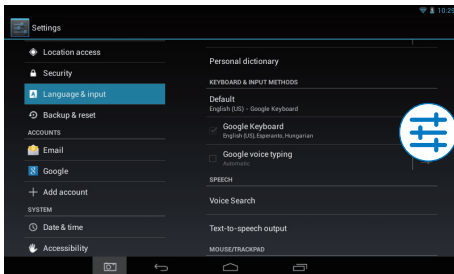 10:29
Settings
Location access
Security
Language & input
Backup & reset
ACCOUNTS
Email
Google
Add account
SYSTEM
Date & time
Accessibility
Personal dictionary
KEYBOARD & INPUT METHODS
Default
English (US) - Google Keyboard
Google Keyboard
English (US), Esperanto, Hungarian
Google voice typing
Automatic
SPEECH
Voice Search
Text-to-speech output
MOUSE/TRACKPAD